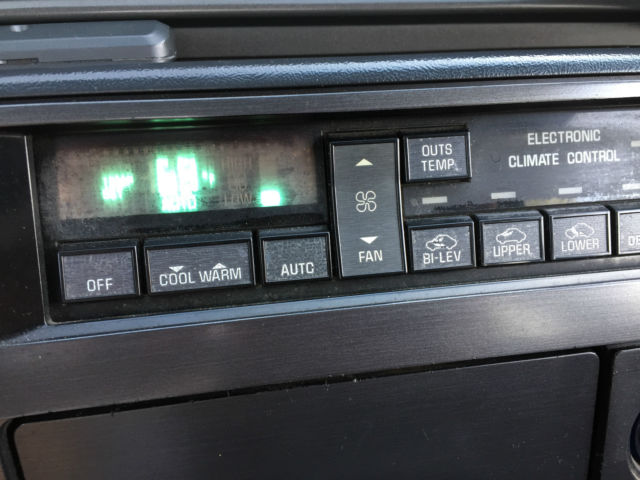 OUTS
TEMP.
ELECTRONIC
CLIMATE CONTROL
OFF
COOL WARM
AUTO
FAN
BI-LEV
UPPER
LOWER